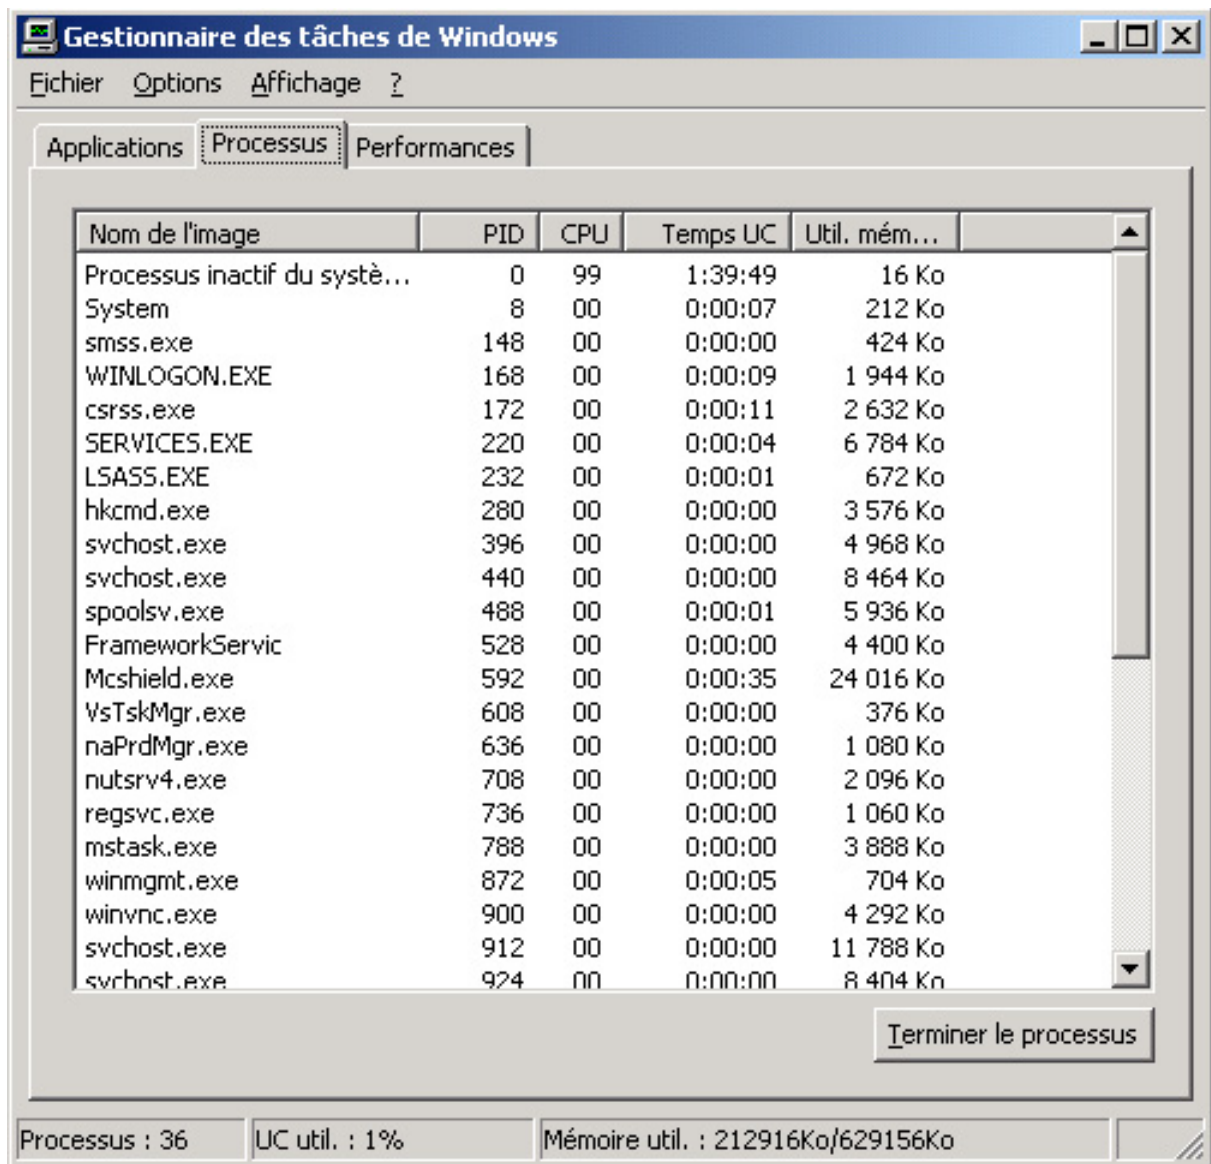 Gestionnaire des tâches de Windows
Fichier Options Affichage ?
Applications Processus Performances
Nom de l'image PID CPU Temps UC Util. mém...
Processus inactif du systè... 0 99 1:39:49 16 Ko
System 8 00 0:00:07 212 Ko
smss.exe 148 00 0:00:00 424 Ko
WINLOGON.EXE 168 00 0:00:09 1 944 Ko
csrss.exe 172 00 0:00:11 2 632 Ko
SERVICES.EXE 220 00 0:00:04 6 784 Ko
LSASS.EXE 232 00 0:00:01 672 Ko
hkcmd.exe 280 00 0:00:00 3 576 Ko
svchost.exe 396 00 0:00:00 4 968 Ko
svchost.exe 440 00 0:00:00 8 464 Ko
spoolsv.exe 488 00 0:00:01 5 936 Ko
FrameworkServic 528 00 0:00:00 4 400 Ko
Mcshield.exe 592 00 0:00:35 24 016 Ko
VsTskMgr.exe 608 00 0:00:00 376 Ko
naPrdMgr.exe 636 00 0:00:00 1 080 Ko
nutsrv4.exe 708 00 0:00:00 2 096 Ko
regsvc.exe 736 00 0:00:00 1 060 Ko
mstask.exe 788 00 0:00:00 3 888 Ko
winmgmt.exe 872 00 0:00:05 704 Ko
winvnc.exe 900 00 0:00:00 4 292 Ko
svchost.exe 912 00 0:00:00 11 788 Ko
svchost.exe 924 00 0:00:00 8 404 Ko
Terminer le processus
Processus : 36 UC util. : 1% Mémoire util. : 212916Ko/629156Ko